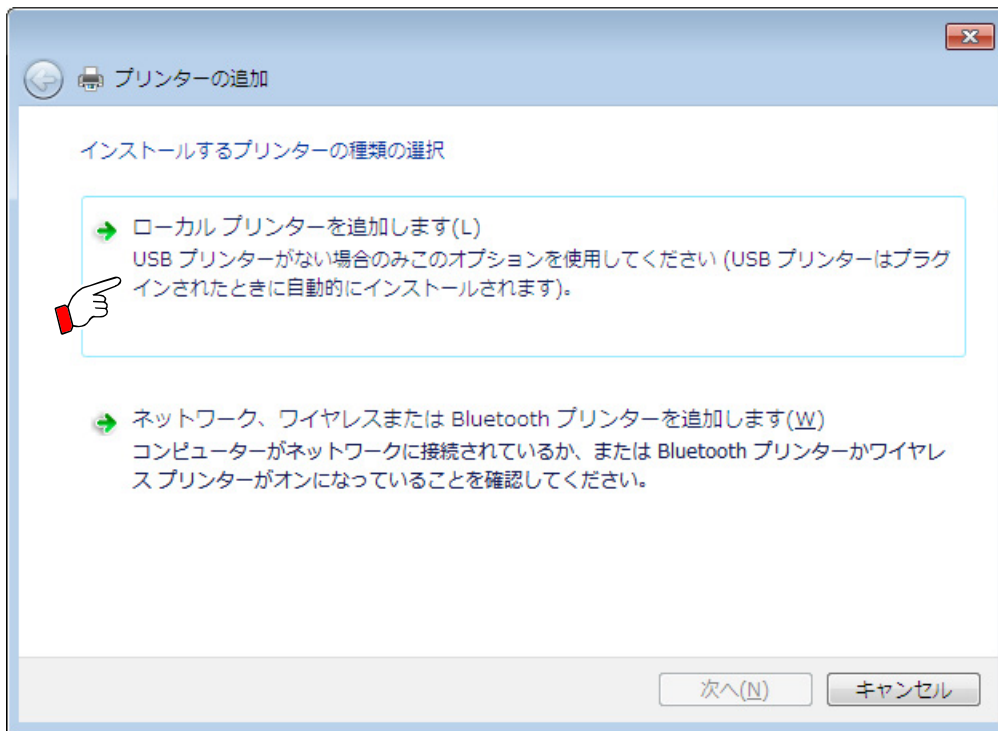 プリンターの追加
インストールするプリンターの種類の選択
ローカル プリンターを追加します(L)
USB プリンターがない場合のみこのオプションを使用してください (USB プリンターはプラグ
インされたときに自動的にインストールされます)。
ネットワーク、ワイヤレスまたは Bluetooth プリンターを追加します(W)
コンピューターがネットワークに接続されているか、または Bluetooth プリンターかワイヤレ
ス プリンターがオンになっていることを確認してください。
次へ(N)
キャンセル